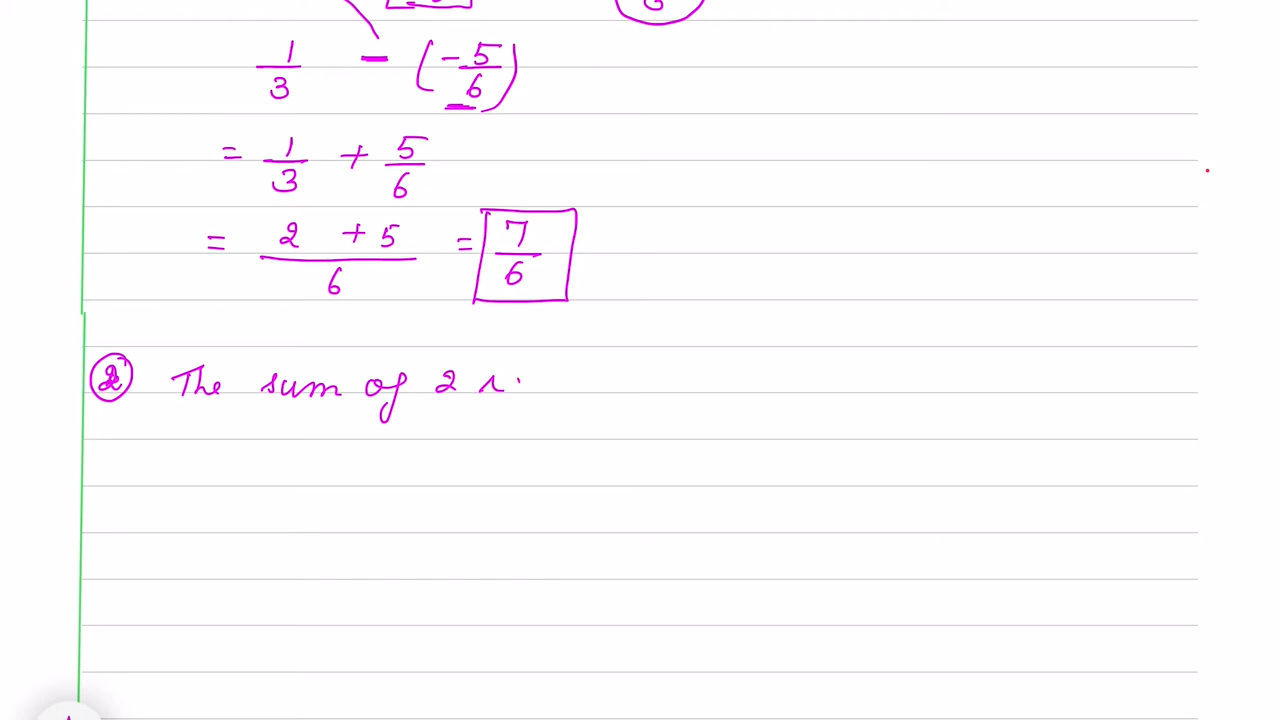 1/3 - (-5/6)
= 1/3 + 5/6
= 2 + 5 / 6 = 7/6
2 The sum of 2